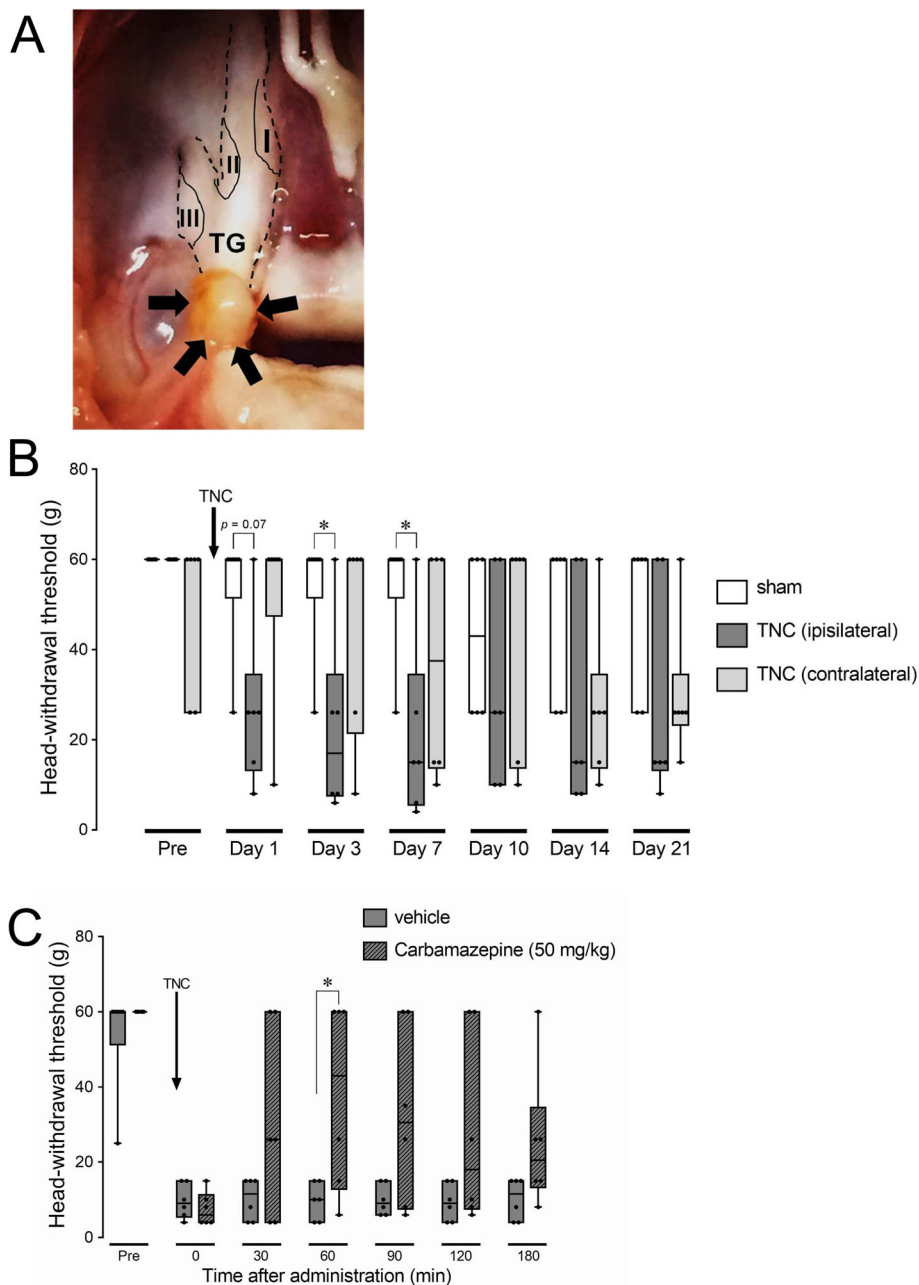 A
I
II
III
TG
B
Head-withdrawal threshold (g)
80
60
40
20
0
TNC
p = 0.07
*
*
Pre
Day 1
Day 3
Day 7
Day 10
Day 14
Day 21
sham
TNC (ipisilateral)
TNC (contralateral)
C
vehicle
Carbamazepine (50 mg/kg)
Head-withdrawal threshold (g)
80
60
40
20
0
TNC
*
Pre
0
30
60
90
120
180
Time after administration (min)